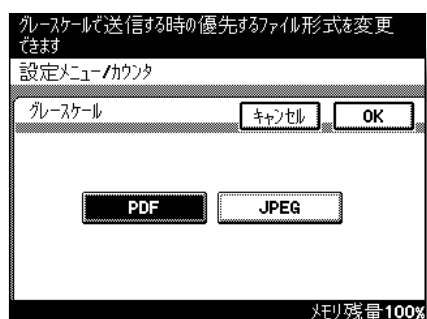 グレースケールで送信する時の優先するファイル形式を変更
できます
設定メニュー/カウンタ
グレースケール
キャンセル
OK
PDF
JPEG
メモリ残量100%